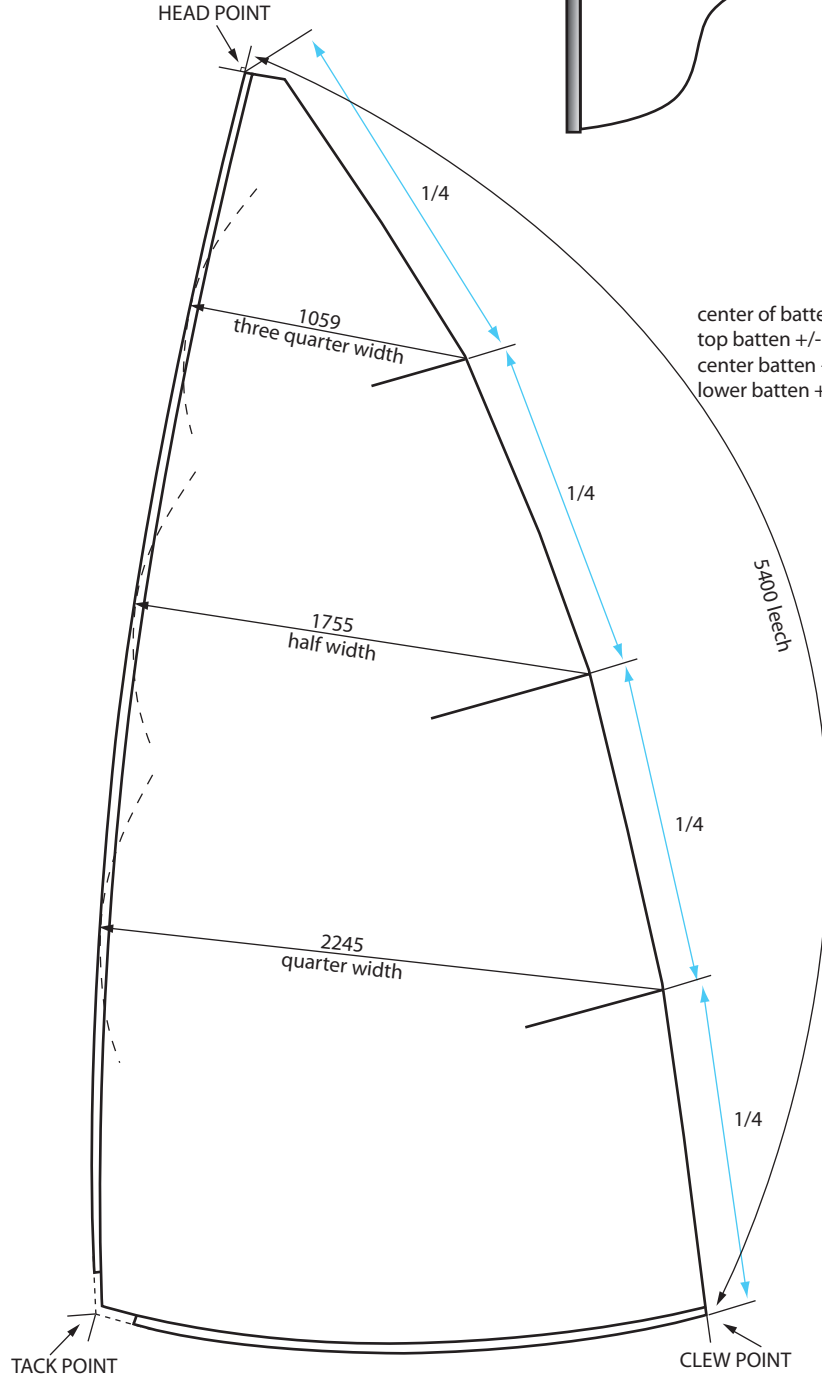 HEAD POINT
1/4
1059
three quarter width
center of
top batten +/-
center batten
lower batten
1/4
5400 leech
1755
half width
1/4
2245
quarter width
1/4
TACK POINT
CLEW POINT